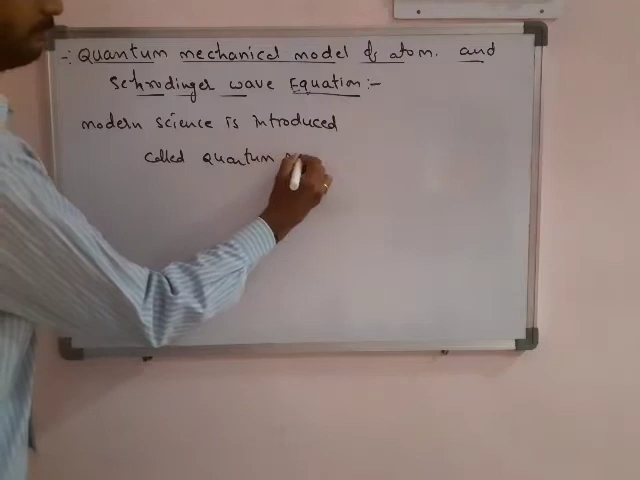 -: Quantum mechanical model of atom. and
Schrodinger wave Equation:-
modern science is introduced
called quantum